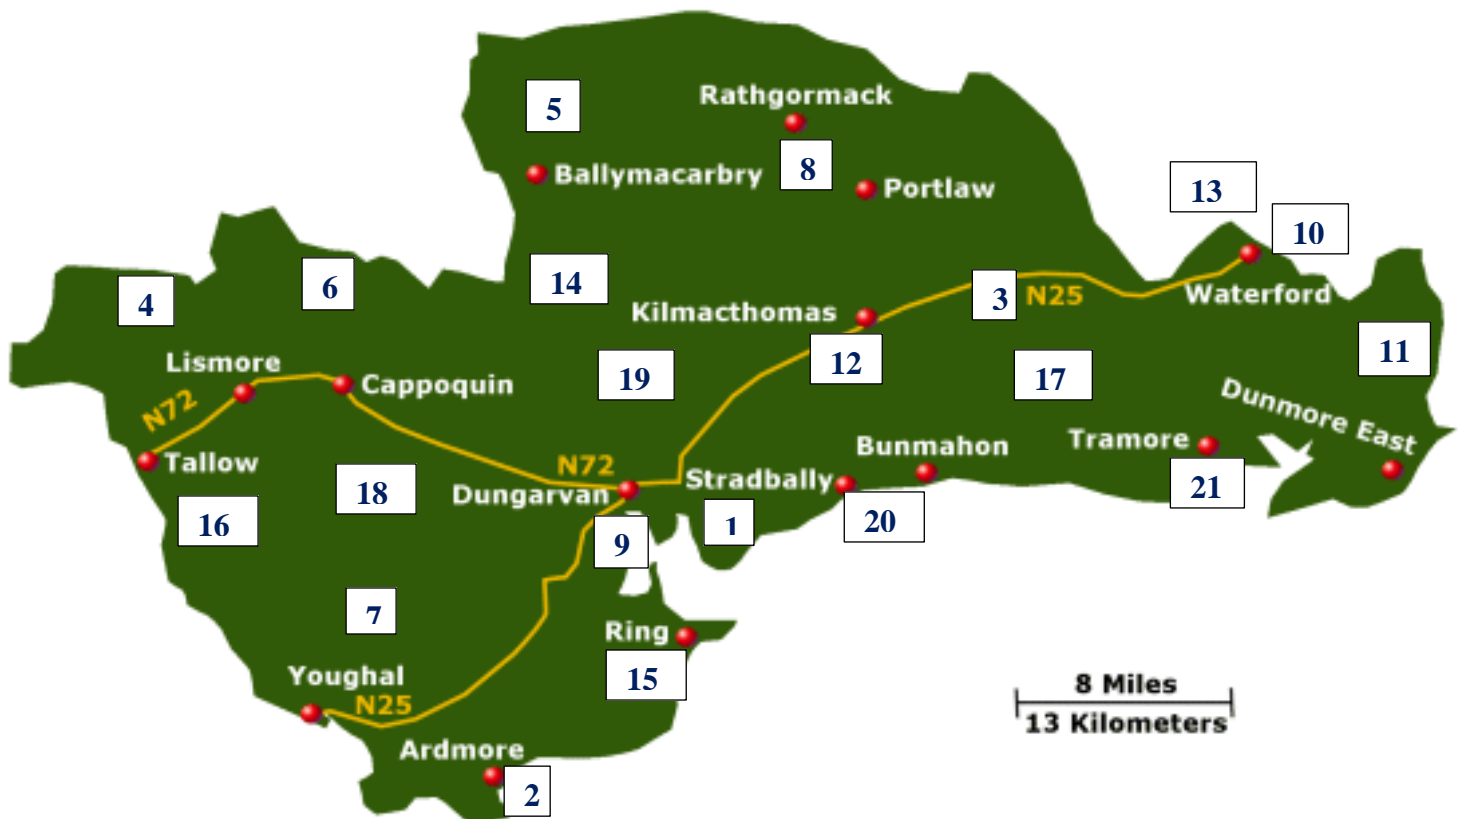 5
Rathgormack
8
Ballymacarbry
Portlaw
13
10
4
6
14
Kilmacthomas
3
N25
Waterford
12
11
Lismore
Cappoquin
19
17
N72
Dunmore East
Tallow
18
N72
Bunmahon
Tramore
Dungarvan
Stradbally
21
16
9
1
20
7
Ring
15
Youghal
N25
8 Miles
13 Kilometers
Ardmore
2